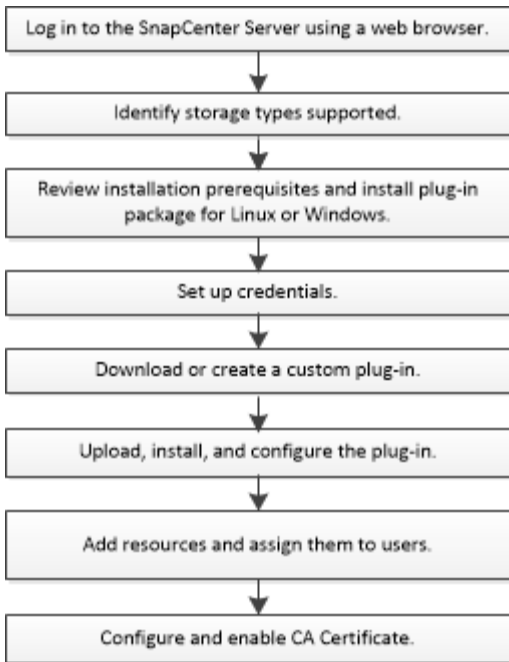 Log in to the SnapCenter Server using a web browser.
Identify storage types supported.
Review installation prerequisites and install plug-in
package for Linux or Windows.
Set up credentials.
Download or create a custom plug-in.
Upload, install, and configure the plug-in.
Add resources and assign them to users.
Configure and enable CA Certificate.